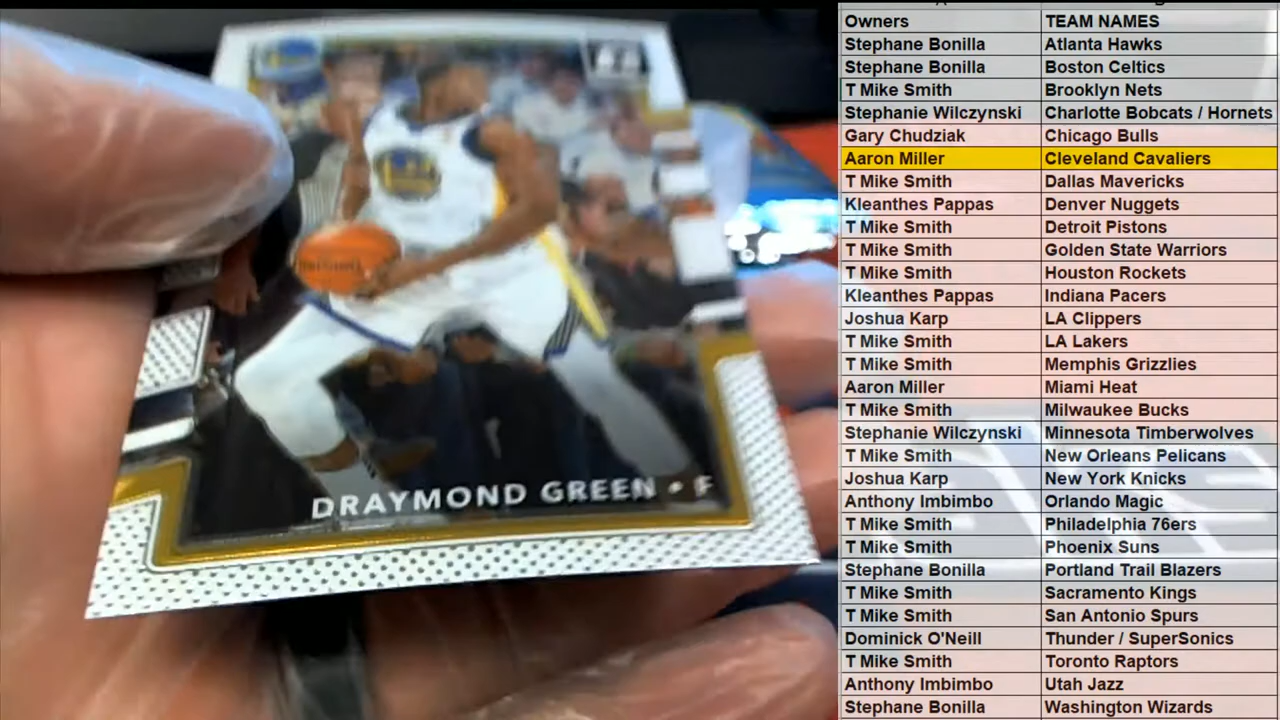 DRAYMOND GREEN • F
Owners TEAM NAMES
Stephane Bonilla Atlanta Hawks
Stephane Bonilla Boston Celtics
T Mike Smith Brooklyn Nets
Stephanie Wilczynski Charlotte Bobcats / Hornets
Gary Chudziak Chicago Bulls
Aaron Miller Cleveland Cavaliers
T Mike Smith Dallas Mavericks
Kleanthes Pappas Denver Nuggets
T Mike Smith Detroit Pistons
T Mike Smith Golden State Warriors
T Mike Smith Houston Rockets
Kleanthes Pappas Indiana Pacers
Joshua Karp LA Clippers
T Mike Smith LA Lakers
T Mike Smith Memphis Grizzlies
Aaron Miller Miami Heat
T Mike Smith Milwaukee Bucks
Stephanie Wilczynski Minnesota Timberwolves
T Mike Smith New Orleans Pelicans
Joshua Karp New York Knicks
Anthony Imbimbo Orlando Magic
T Mike Smith Philadelphia 76ers
T Mike Smith Phoenix Suns
Stephane Bonilla Portland Trail Blazers
T Mike Smith Sacramento Kings
T Mike Smith San Antonio Spurs
Dominick O'Neill Thunder / SuperSonics
T Mike Smith Toronto Raptors
Anthony Imbimbo Utah Jazz
Stephane Bonilla Washington Wizards